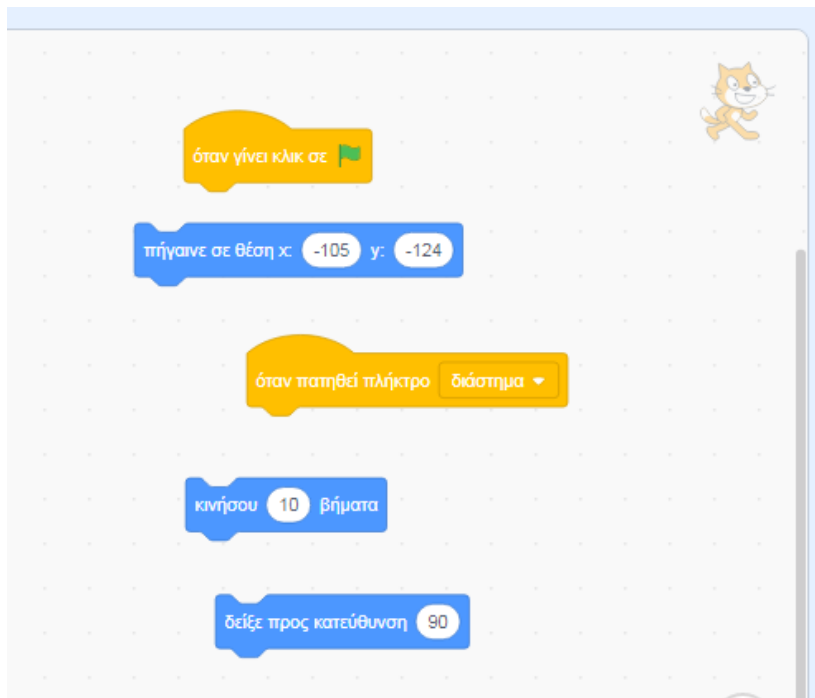 όταν γίνει κλικ σε
πήγαινε σε θέση x: -105 y: -124
όταν πατηθεί πλήκτρο διάστημα
κινήσου 10 βήματα
δείξε προς κατεύθυνση 90